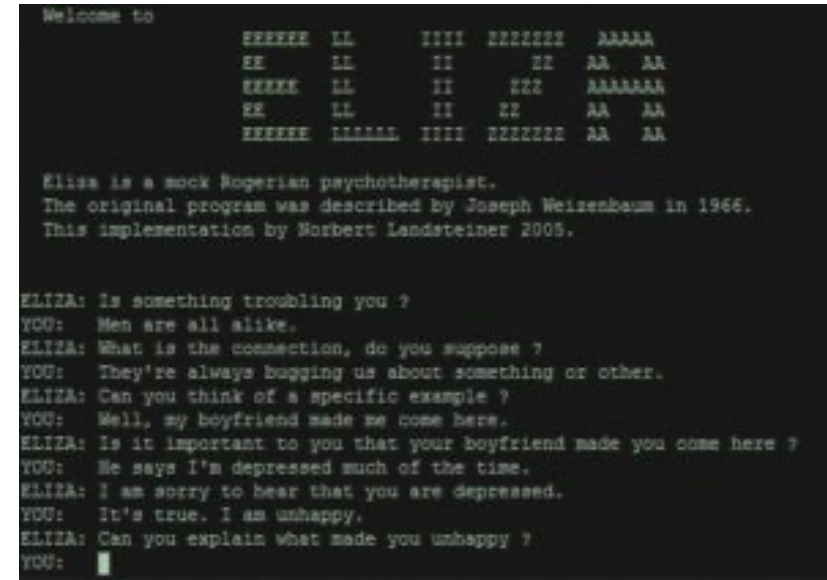 Welcome to
EEEEEE LL IIII ZZZZZZZ AAAAA
EE LL II ZZ AA AA
EEEEE LL II ZZZ AAAAAAA
EE LL II ZZ AA AA
EEEEEE LLLLLL IIII ZZZZZZZ AA AA
Eliza is a mock Rogerian psychotherapist.
The original program was described by Joseph Weizenbaum in 1966.
This implementation by Norbert Landsteiner 2005.
ELIZA: Is something troubling you ?
YOU: Men are all alike.
ELIZA: What is the connection, do you suppose ?
YOU: They're always bugging us about something or other.
ELIZA: Can you think of a specific example ?
YOU: Well, my boyfriend made me come here.
ELIZA: Is it important to you that your boyfriend made you come here ?
YOU: He says I'm depressed much of the time.
ELIZA: I am sorry to hear that you are depressed.
YOU: It's true. I am unhappy.
ELIZA: Can you explain what made you unhappy ?
YOU: